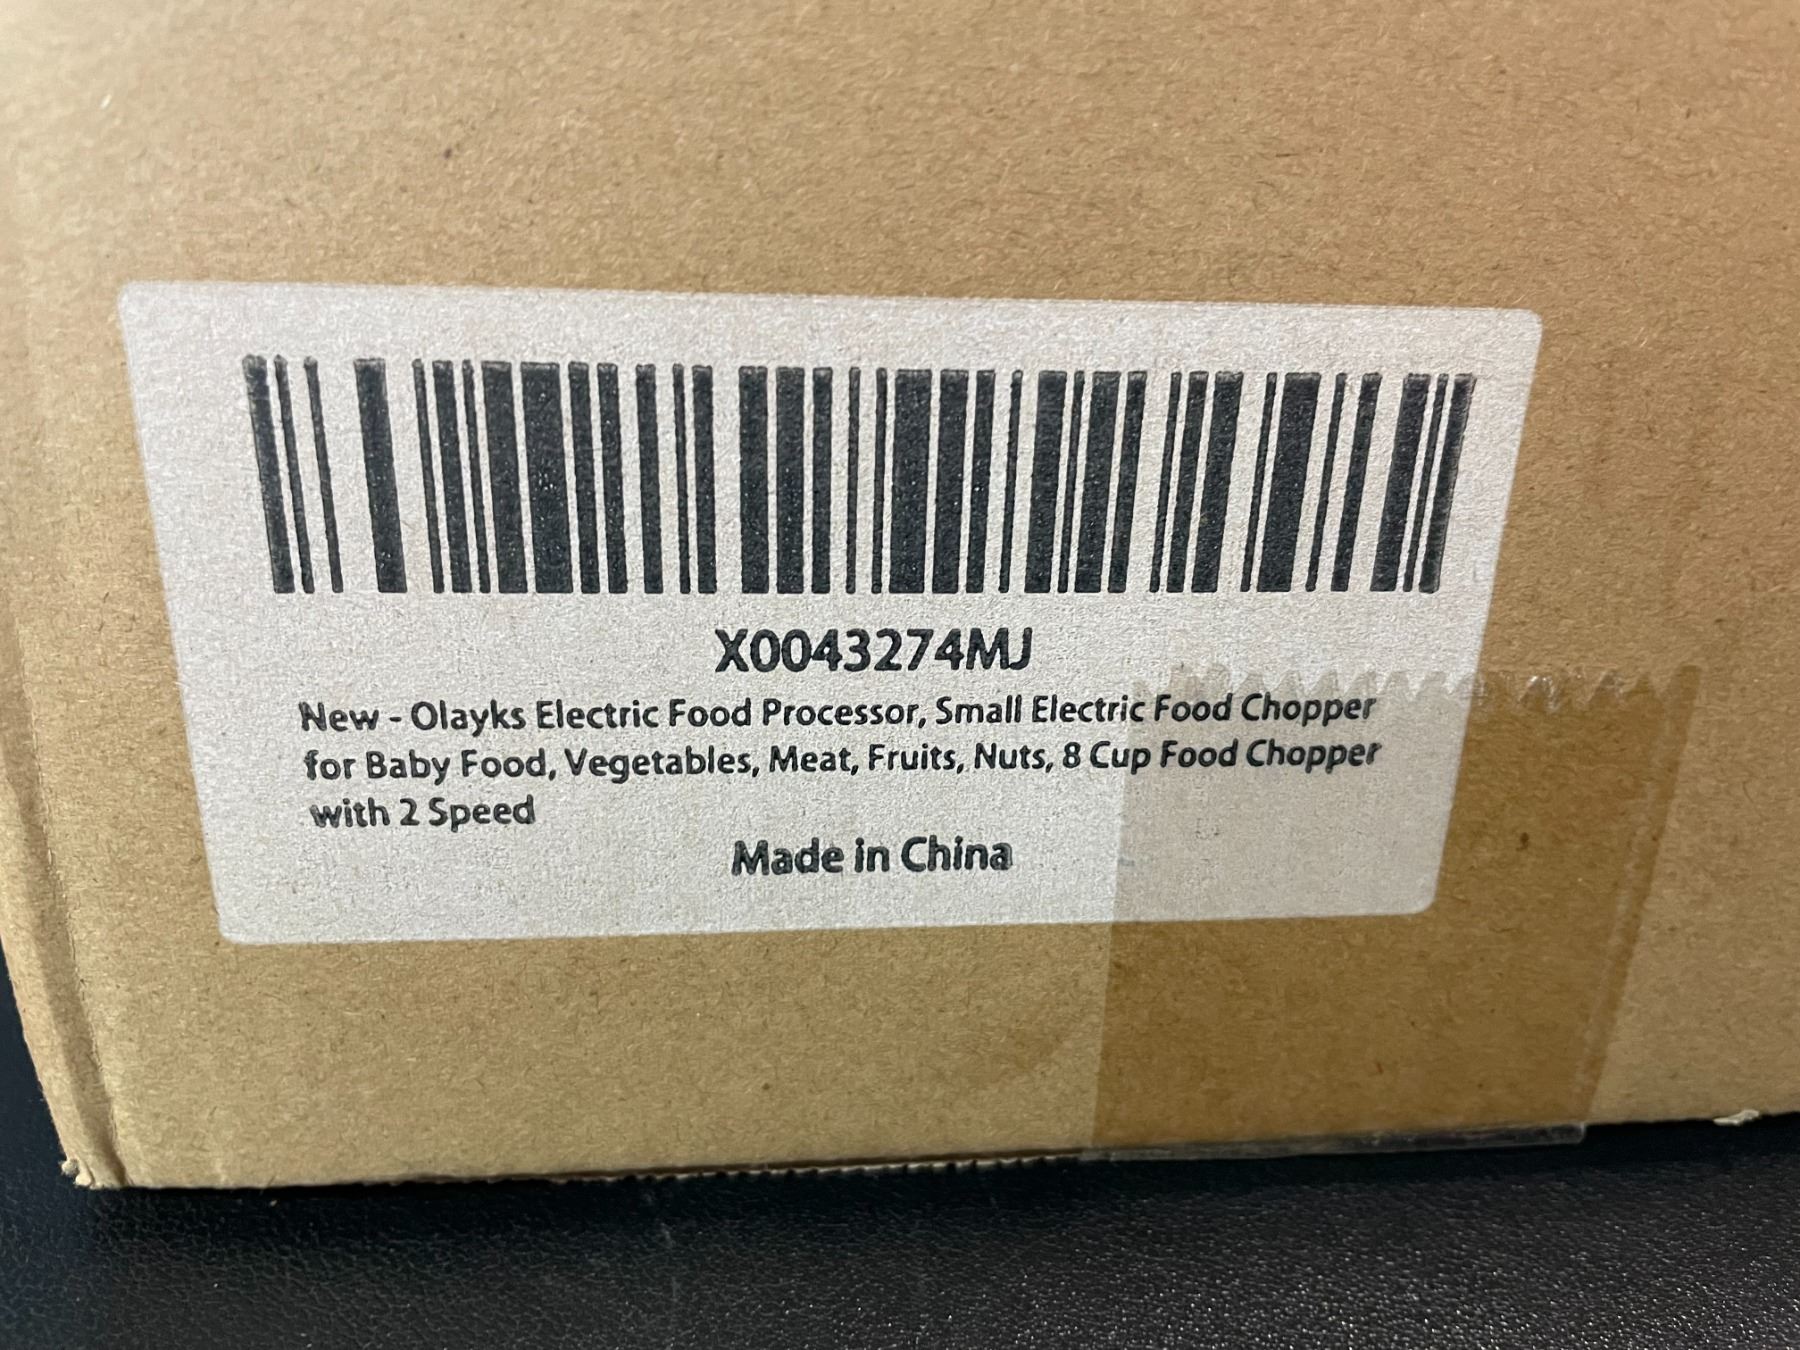 X0043274MJ
New - Olayks Electric Food Processor, Small Electric Food Chopper
for Baby Food, Vegetables, Meat, Fruits, Nuts, 8 Cup Food Chopper
with 2 Speed
Made in China